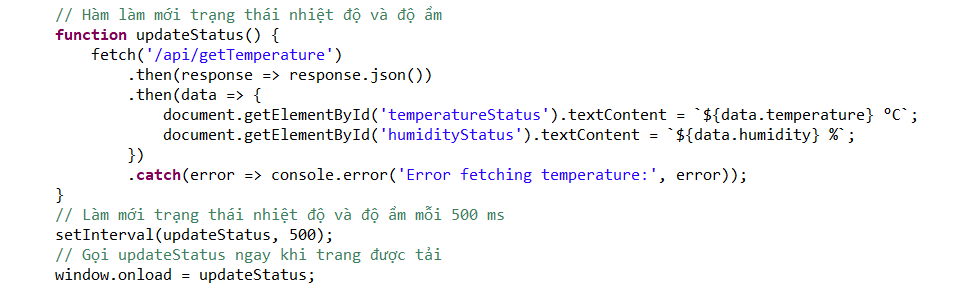 // Hàm làm mới trạng thái nhiệt độ và độ ẩm
function updateStatus() {
fetch('/api/getTemperature')
.then(response => response.json())
.then(data => {
document.getElementById('temperatureStatus').textContent = `${data.temperature} ºC`;
document.getElementById('humidityStatus').textContent = `${data.humidity} %`;
})
.catch(error => console.error('Error fetching temperature:', error));
}
// Làm mới trạng thái nhiệt độ và độ ẩm mỗi 500 ms
setInterval(updateStatus, 500);
// Gọi updateStatus ngay khi trang được tải
window.onload = updateStatus;